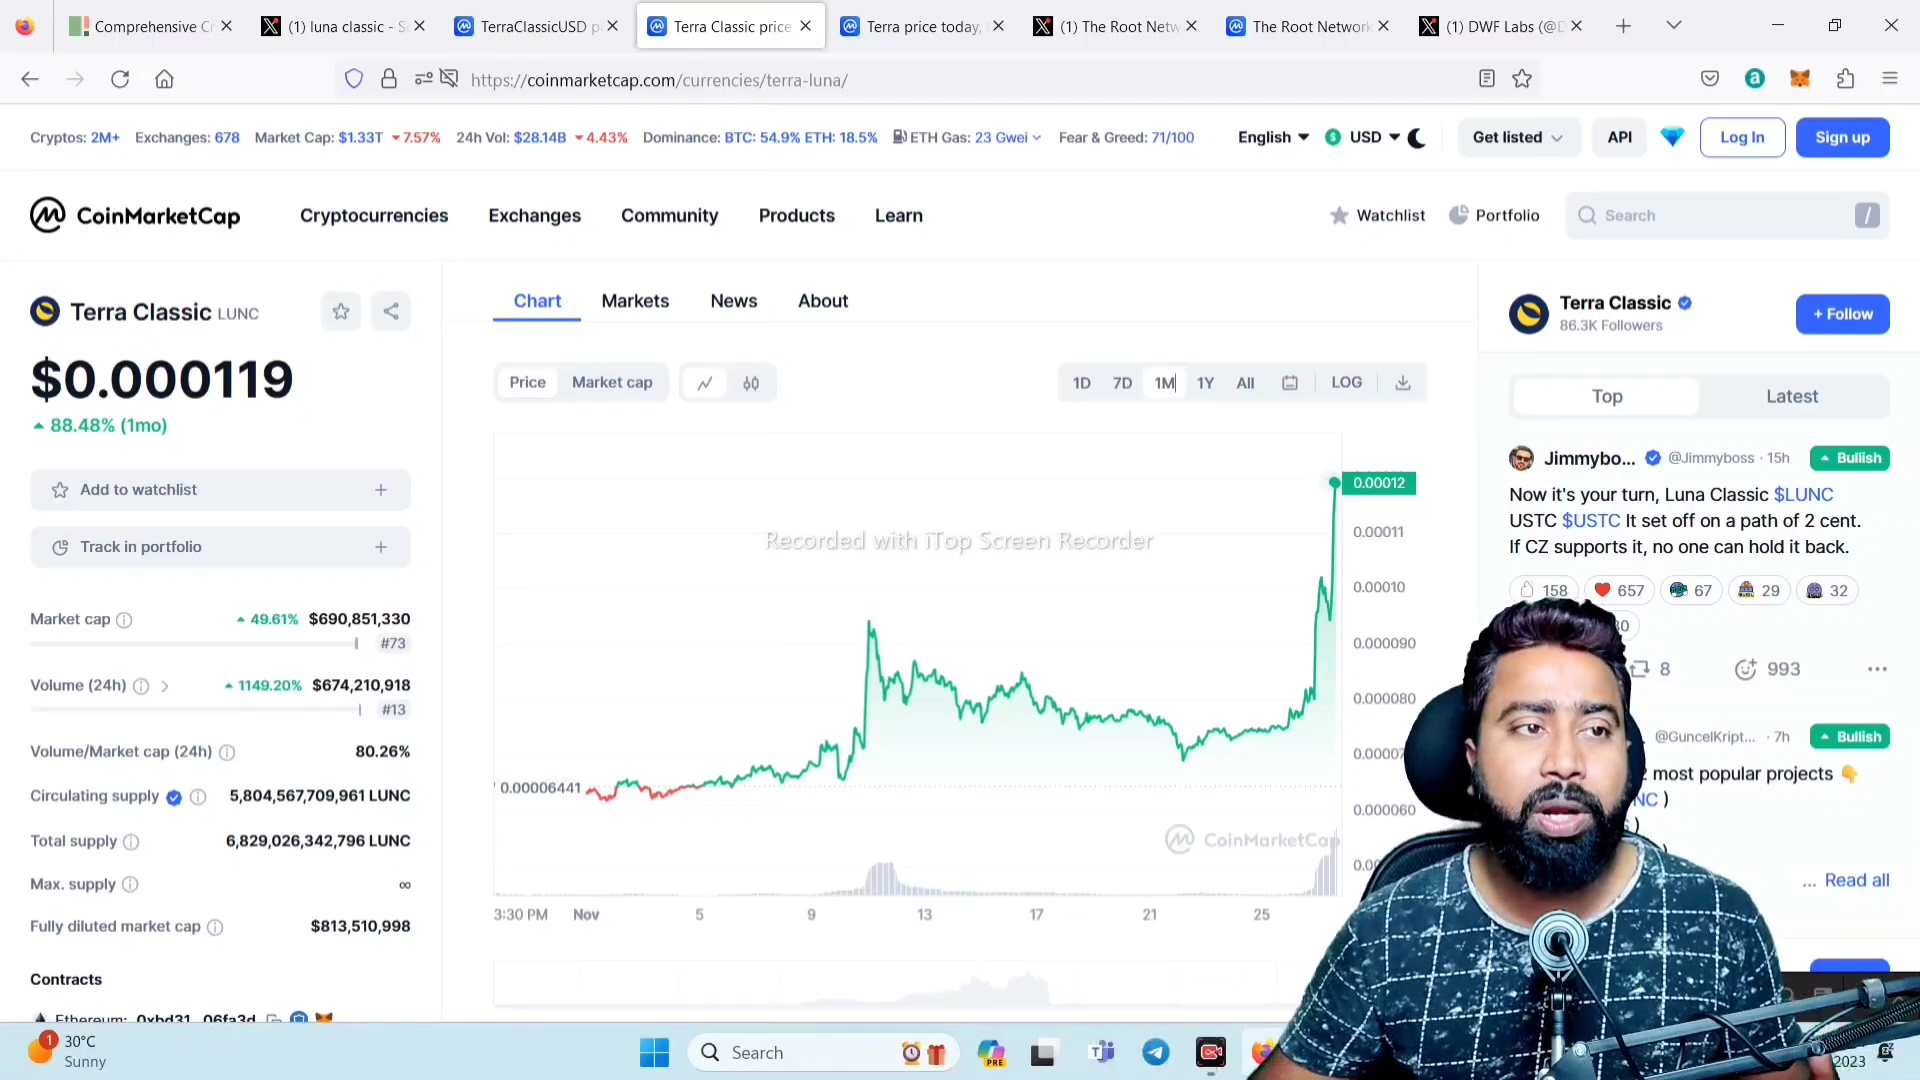 Comprehensive C
(1) luna classic - S
TerraClassicUSD p
Terra Classic price
Terra price today,
(1) The Root Netw
The Root Network
(1) DWF Labs (@D
https://coinmarketcap.com/currencies/terra-luna/
Cryptos: 2M+ Exchanges: 678 Market Cap: $1.33T 7.57% 24h Vol: $28.14B 4.43% Dominance: BTC: 54.9% ETH: 18.5% ETH Gas: 23 Gwei Fear & Greed: 71/100 English USD Get listed API Log In Sign up
CoinMarketCap Cryptocurrencies Exchanges Community Products Learn Watchlist Portfolio Search /
Terra Classic LUNC
$0.000119
88.48% (1mo)
Add to watchlist +
Track in portfolio +
Market cap 49.61% $690,851,330
#73
Volume (24h) 1149.20% $674,210,918
#13
Volume/Market cap (24h) 80.26%
Circulating supply 5,804,567,709,961 LUNC
Total supply 6,829,026,342,796 LUNC
Max. supply ∞
Fully diluted market cap $813,510,998
Contracts
Ethereum: 0xbd31...06fa3d
Chart Markets News About
Price Market cap 1D 7D 1M 1Y All LOG
0.00012
0.00011
0.00010
0.000090
0.000080
0.00007
0.000060
0.00006441
Recorded with iTop Screen Recorder
CoinMarketCap
3:30 PM Nov 5 9 13 17 21 25
Terra Classic
86.3K Followers
+ Follow
Top Latest
Jimmybo... @Jimmyboss · 15h Bullish
Now it's your turn, Luna Classic $LUNC
USTC $USTC It set off on a path of 2 cent.
If CZ supports it, no one can hold it back.
158 657 67 29 32
8 993
@GuncelKript... · 7h Bullish
most popular projects
NC )
)
... Read all
1
30°C
Sunny
Search
PRE
2023